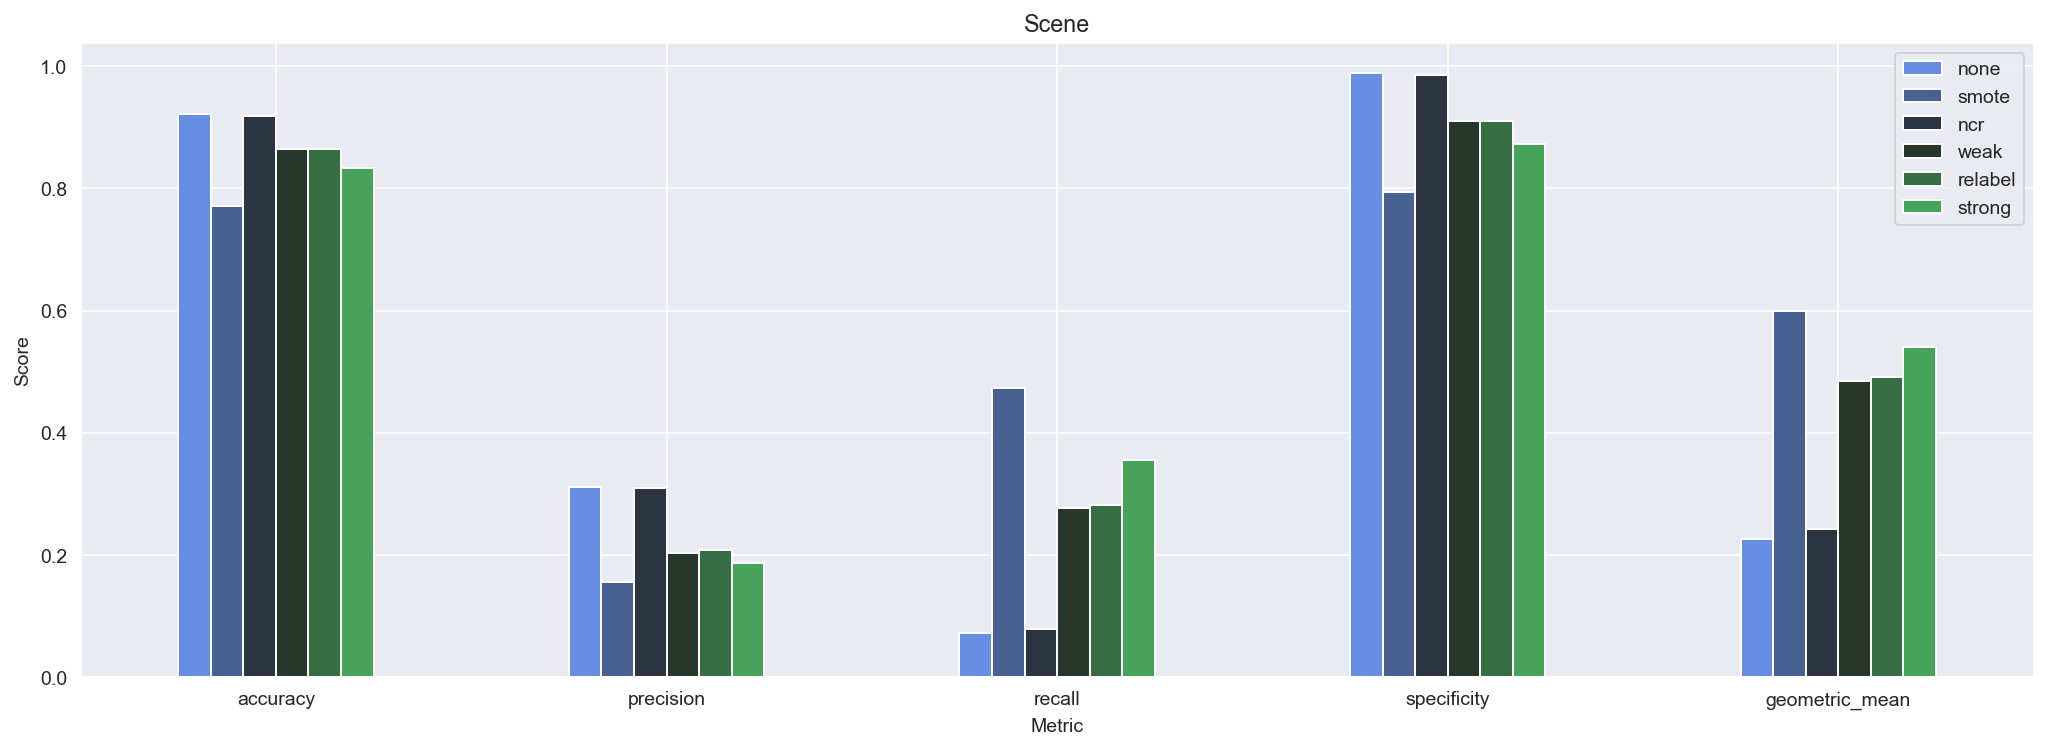 Scene
Score
1.0
0.8
0.6
0.4
0.2
0.0
none
smote
ncr
weak
relabel
strong
accuracy
precision
recall
specificity
geometric_mean
Metric